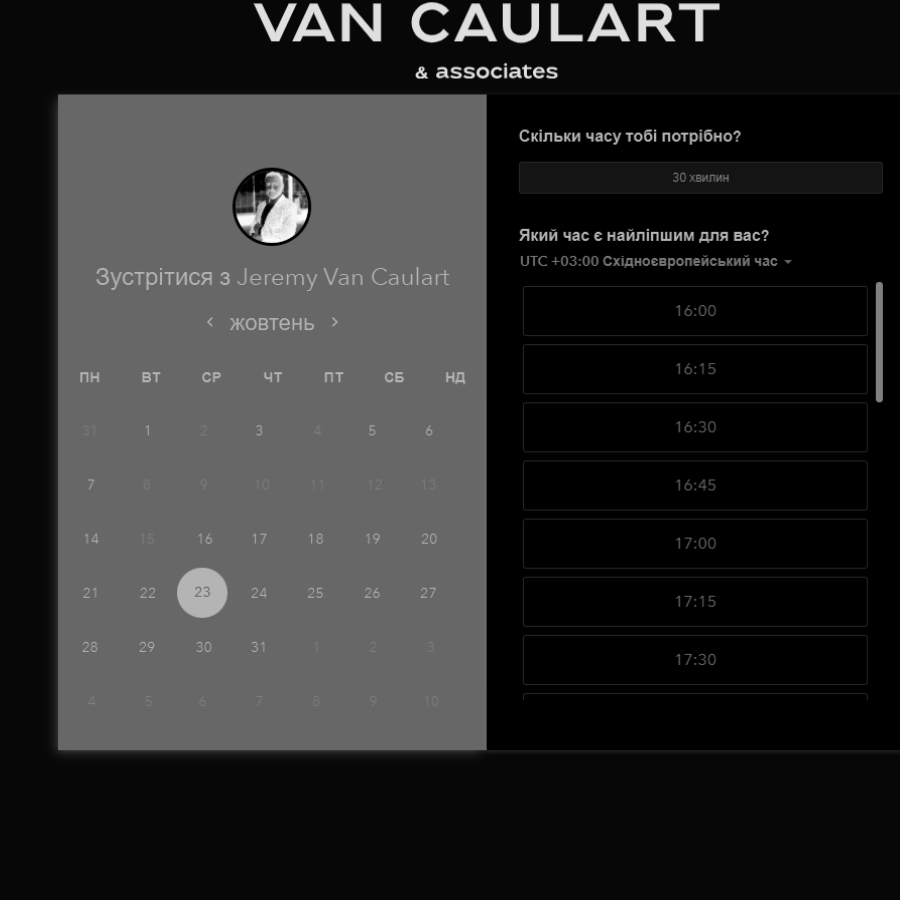 VAN CAULART
& associates
Зустрітися з Jeremy Van Caulart
жовтень
ПН ВТ СР ЧТ ПТ СБ НД
31 1 2 3 4 5 6
7 8 9 10 11 12 13
14 15 16 17 18 19 20
21 22 23 24 25 26 27
28 29 30 31 1 2 3
4 5 6 7 8 9 10
Скільки часу тобі потрібно?
30 хвилин
Який час є найліпшим для вас?
UTC +03:00 Східноєвропейський час
16:00
16:15
16:30
16:45
17:00
17:15
17:30